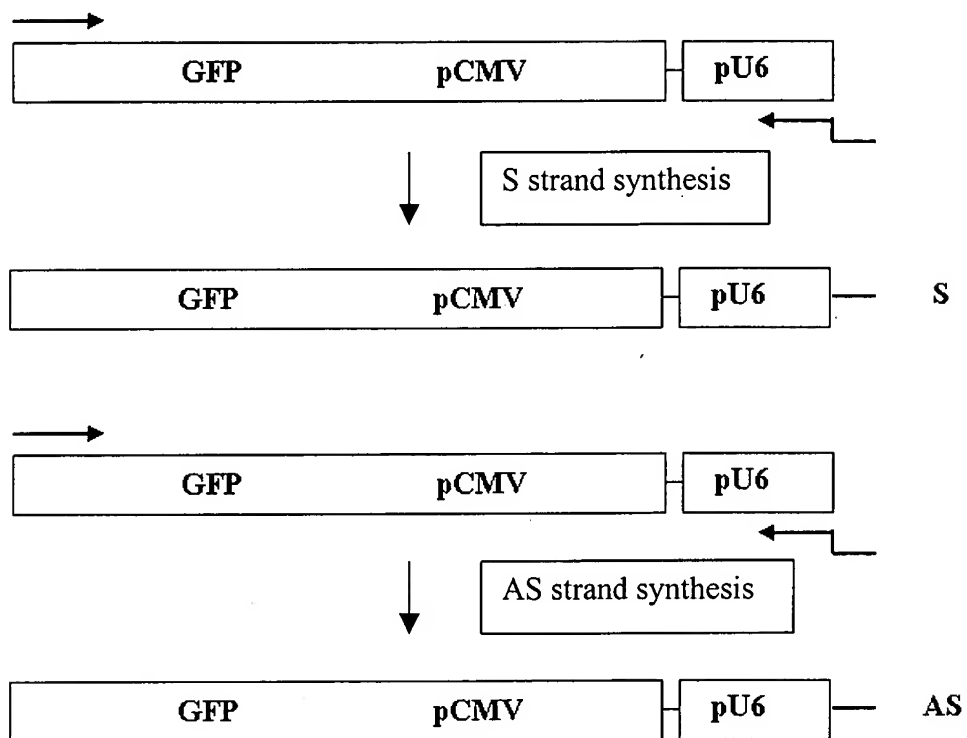 GFP pCMV pU6
S strand synthesis
GFP pCMV pU6 S
GFP pCMV pU6
AS strand synthesis
GFP pCMV pU6 AS